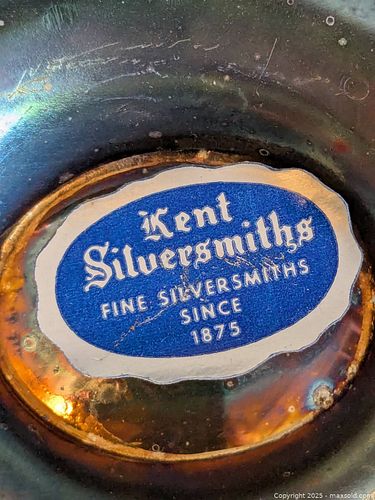 Kent
Silversmiths
FINE SILVERSMITHS
SINCE
1875
Copyright 2025 - maxsold.com